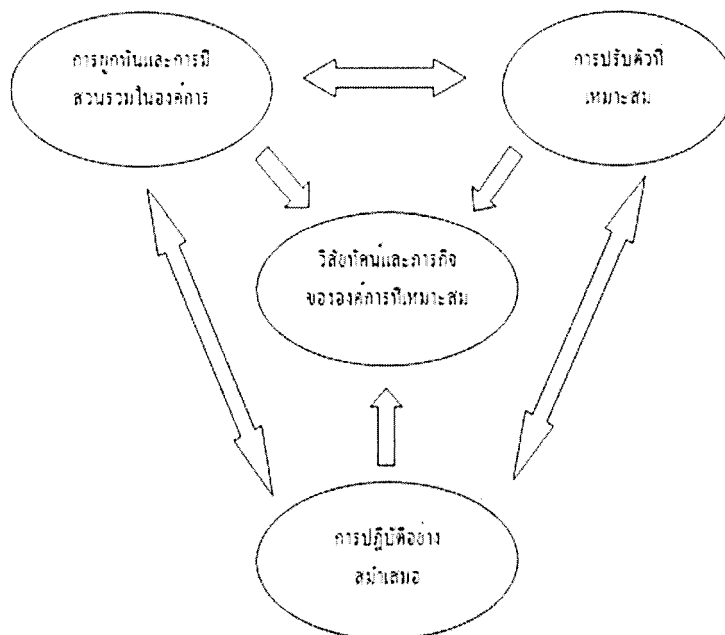 การผูกพันและการมี
ส่วนร่วมในองค์การ
การปรับตัวที่
เหมาะสม
วิสัยทัศน์และภารกิจ
ขององค์การที่เหมาะสม
การปฏิบัติอย่าง
สม่ำเสมอ